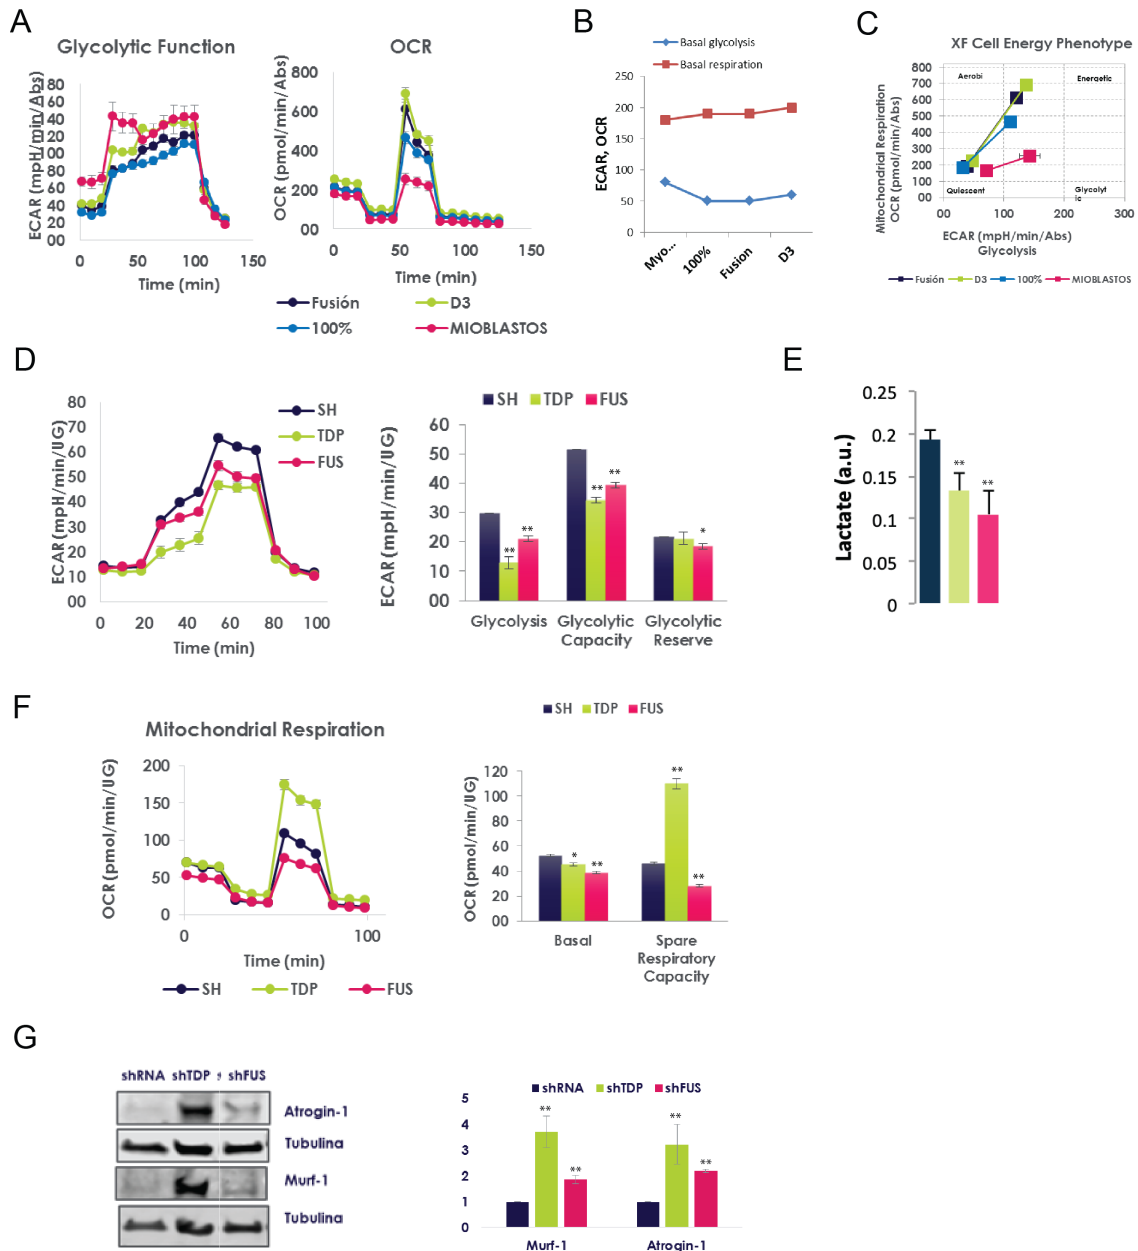 A
Glycolytic Function
ECAR (mpH/min/Abs)
80
60
40
20
00
80
60
40
20
00
0
50
100
150
Time (min)
OCR
OCR (pmol/min/Abs)
800
600
400
200
00
0
50
100
150
Time (min)
Fusión
D3
100%
MIOBLASTOS
B
Basal glycolysis
Basal respiration
ECAR, OCR
250
200
150
100
50
0
Myo...
100%
Fusion
D3
C
XF Cell Energy Phenotype
Mitochondrial Respiration
OCR (pmol/min/Abs)
800
700
600
500
400
300
200
100
00
Aerobi
Energetic
Quiescent
Glycolyt
ic
00
100
200
300
ECAR (mpH/min/Abs)
Glycolysis
Fusión
D3
100%
MIOBLASTOS
D
ECAR (mpH/min/UG)
80
70
60
50
40
30
20
10
00
0
20
40
60
80
100
Time (min)
SH
TDP
FUS
SH
TDP
FUS
ECAR (mpH/min/UG)
60
50
40
30
20
10
00
**
**
**
**
*
Glycolysis
Glycolytic
Capacity
Glycolytic
Reserve
E
Lactate (a.u.)
0.25
0.2
0.15
0.1
0.05
0
**
**
F
Mitochondrial Respiration
OCR (pmol/min/UG)
200
150
100
50
0
0
100
Time (min)
SH
TDP
FUS
SH
TDP
FUS
OCR (pmol/min/UG)
120
100
80
60
40
20
00
*
**
**
**
Basal
Spare
Respiratory
Capacity
G
shRNA shTDP shFUS
Atrogin-1
Tubulina
Murf-1
Tubulina
shRNA
shTDP
shFUS
5
4
3
2
1
0
**
**
**
**
Murf-1
Atrogin-1